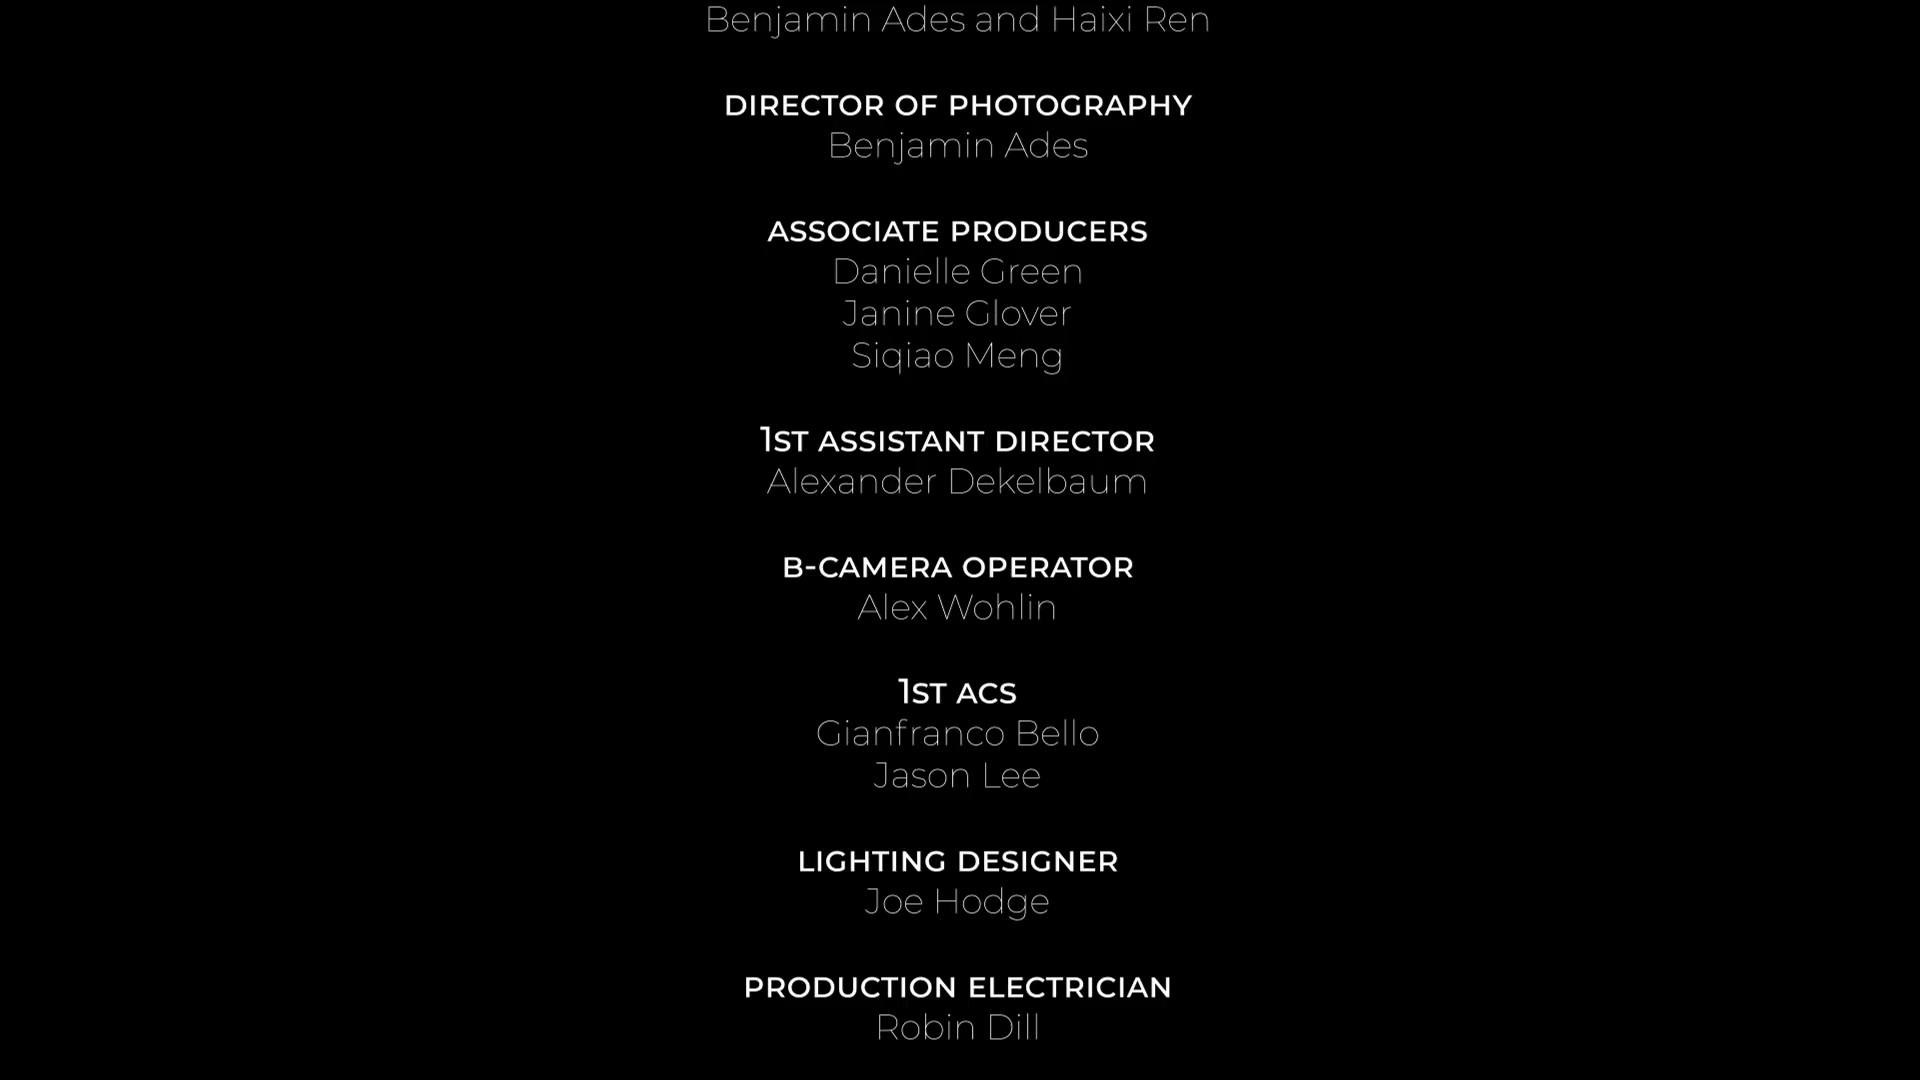 Benjamin Ades and Haixi Ren
DIRECTOR OF PHOTOGRAPHY
Benjamin Ades
ASSOCIATE PRODUCERS
Danielle Green
Janine Glover
Siqiao Meng
1ST ASSISTANT DIRECTOR
Alexander Dekelbaum
B-CAMERA OPERATOR
Alex Wohlin
1ST ACS
Gianfranco Bello
Jason Lee
LIGHTING DESIGNER
Joe Hodge
PRODUCTION ELECTRICIAN
Robin Dill